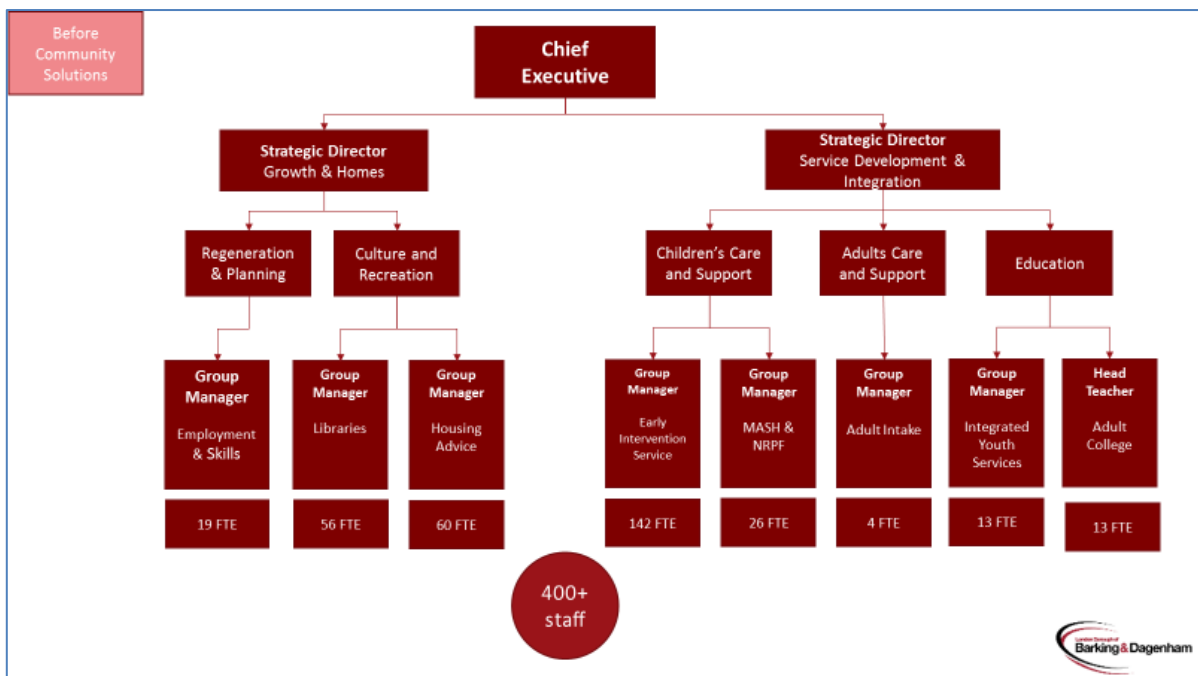 Before
Community
Solutions
Chief
Executive
Strategic Director
Growth & Homes
Strategic Director
Service Development &
Integration
Regeneration
& Planning
Culture and
Recreation
Children's Care
and Support
Adults Care
and Support
Education
Group
Manager
Employment
& Skills
Group
Manager
Libraries
Group
Manager
Housing
Advice
Group
Manager
Early
Intervention
Service
Group
Manager
MASH &
NRPF
Group
Manager
Adult Intake
Group
Manager
Integrated
Youth
Services
Head
Teacher
Adult
College
19 FTE
56 FTE
60 FTE
142 FTE
26 FTE
4 FTE
13 FTE
13 FTE
400+
staff
London Borough of
Barking & Dagenham